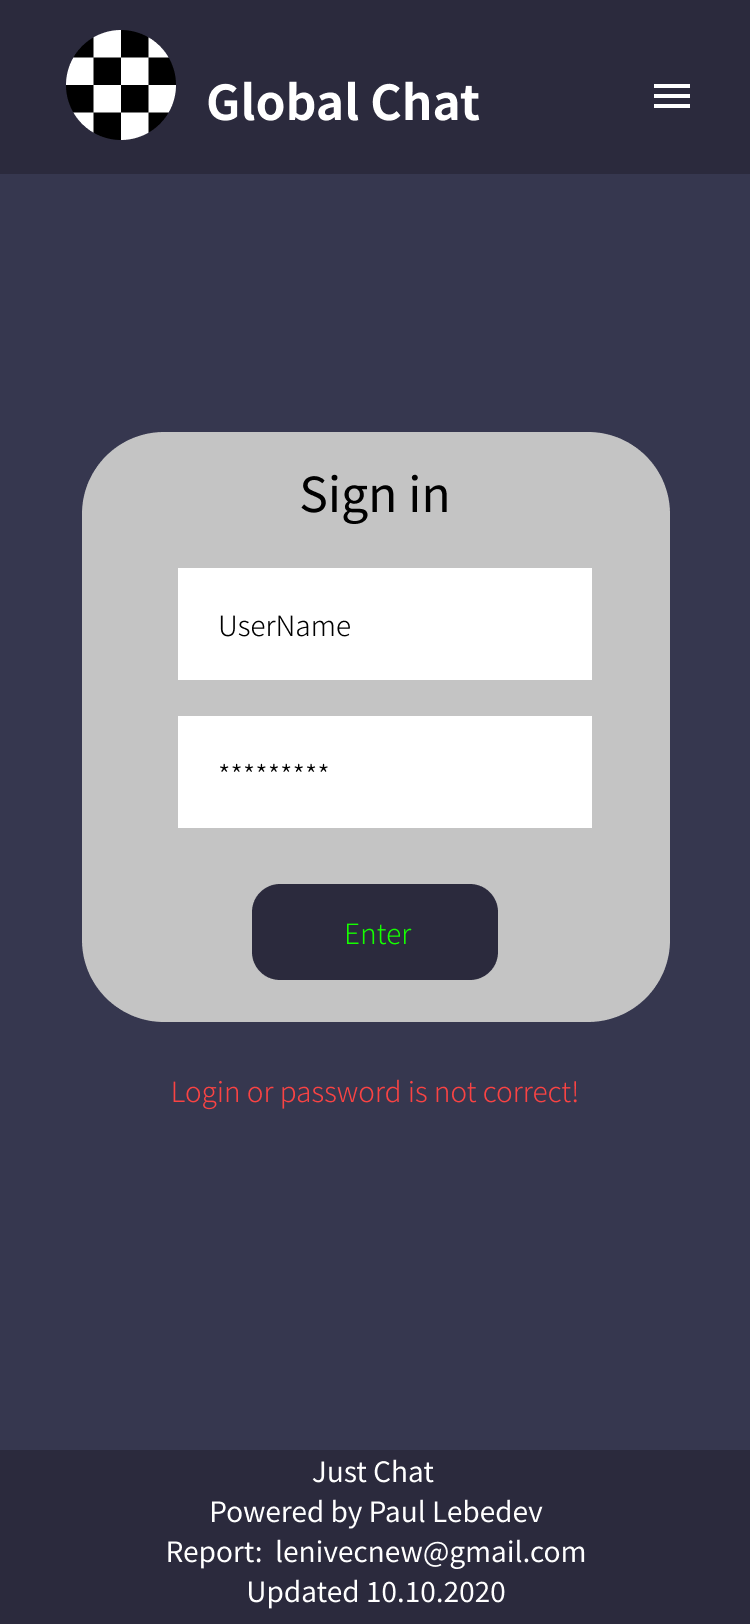 Global Chat
Sign in
UserName
*********
Enter
Login or password is not correct!
Just Chat
Powered by Paul Lebedev
Report:  lenivecnew@gmail.com
Updated 10.10.2020